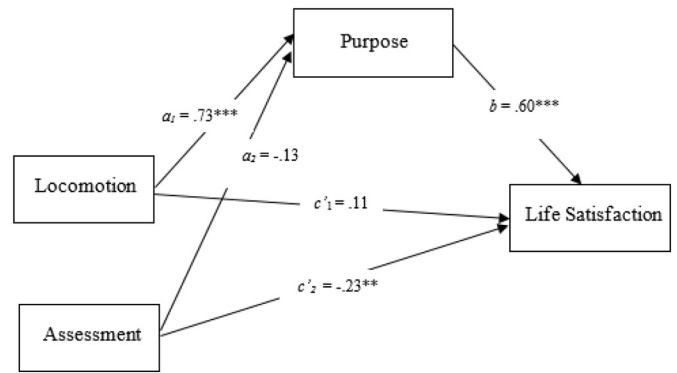 Purpose
a₁ = .73***
b = .60***
a₂ = -.13
Locomotion
c'₁ = .11
Life Satisfaction
c'₂ = -.23**
Assessment